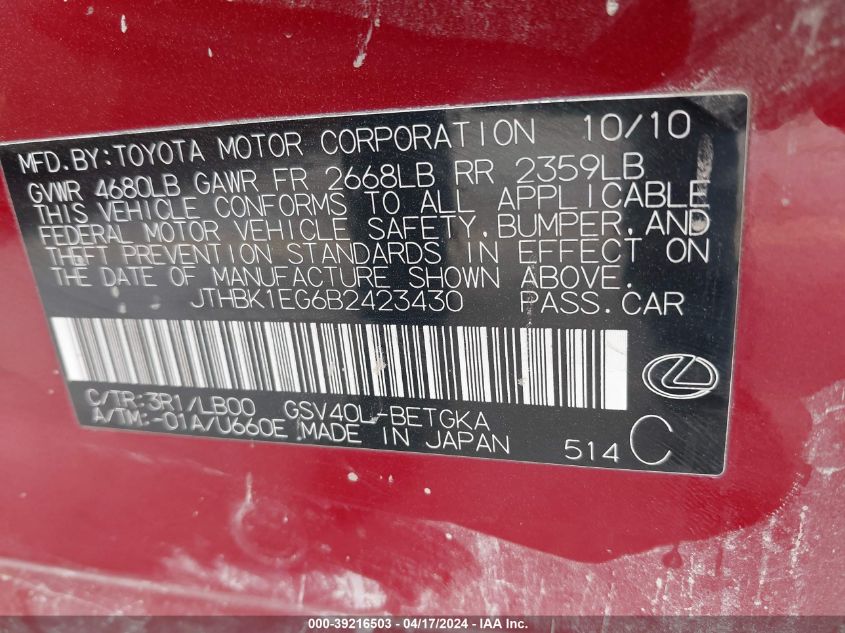 MFD.BY:TOYOTA MOTOR CORPORATION 10/10
GVWR 4680LB GAWR FR 2668LB RR 2359LB
THIS VEHICLE CONFORMS TO ALL APPLICABLE
FEDERAL MOTOR VEHICLE SAFETY,BUMPER,AND
THEFT PREVENTION STANDARDS IN EFFECT ON
THE DATE OF MANUFACTURE SHOWN ABOVE.
JTHBK1EG6B2423430 PASS.CAR
C/TR:3R1/LB00 GSV40L-BETGKA
A/TM:-01A/U660E MADE IN JAPAN 514 C
000-39216503 - 04/17/2024 - IAA Inc.